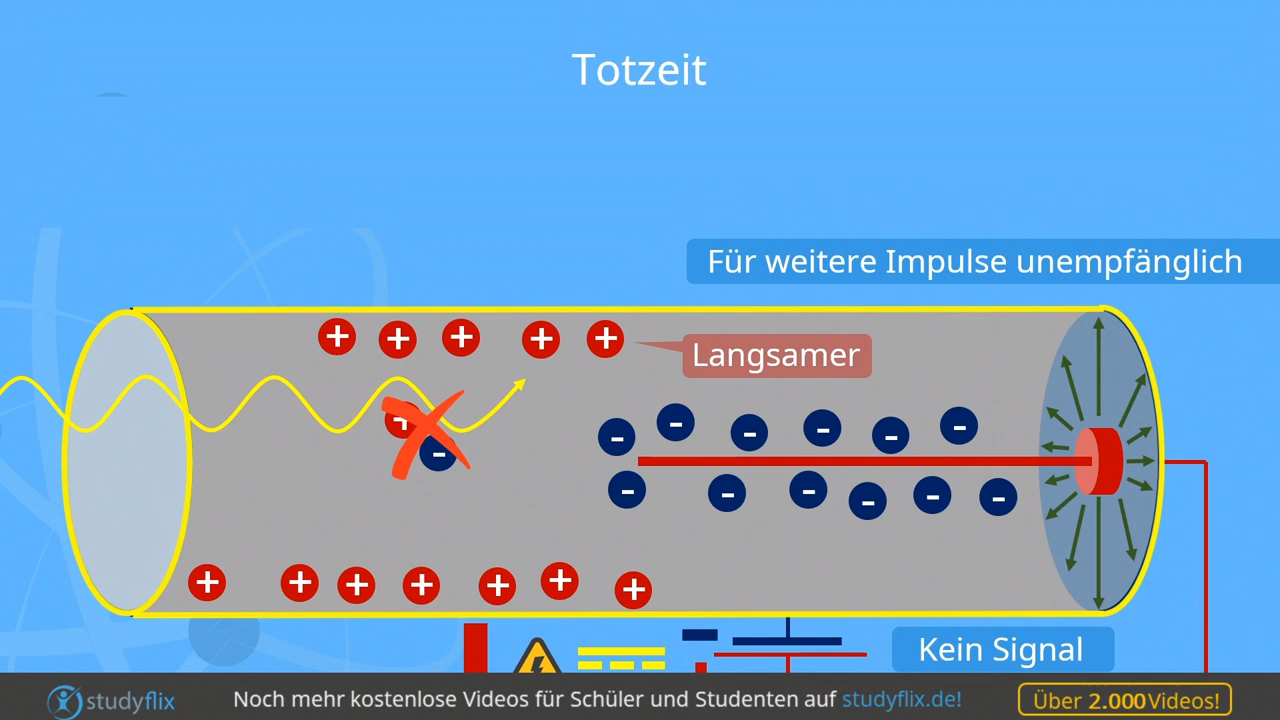 Totzeit
Für weitere Impulse unempfänglich
+ + + + +
Langsamer
+
-
- - - - - -
- - - - - -
+ + + + + + +
Kein Signal
studyflix
Noch mehr kostenlose Videos für Schüler und Studenten auf studyflix.de!
Über 2.000 Videos!